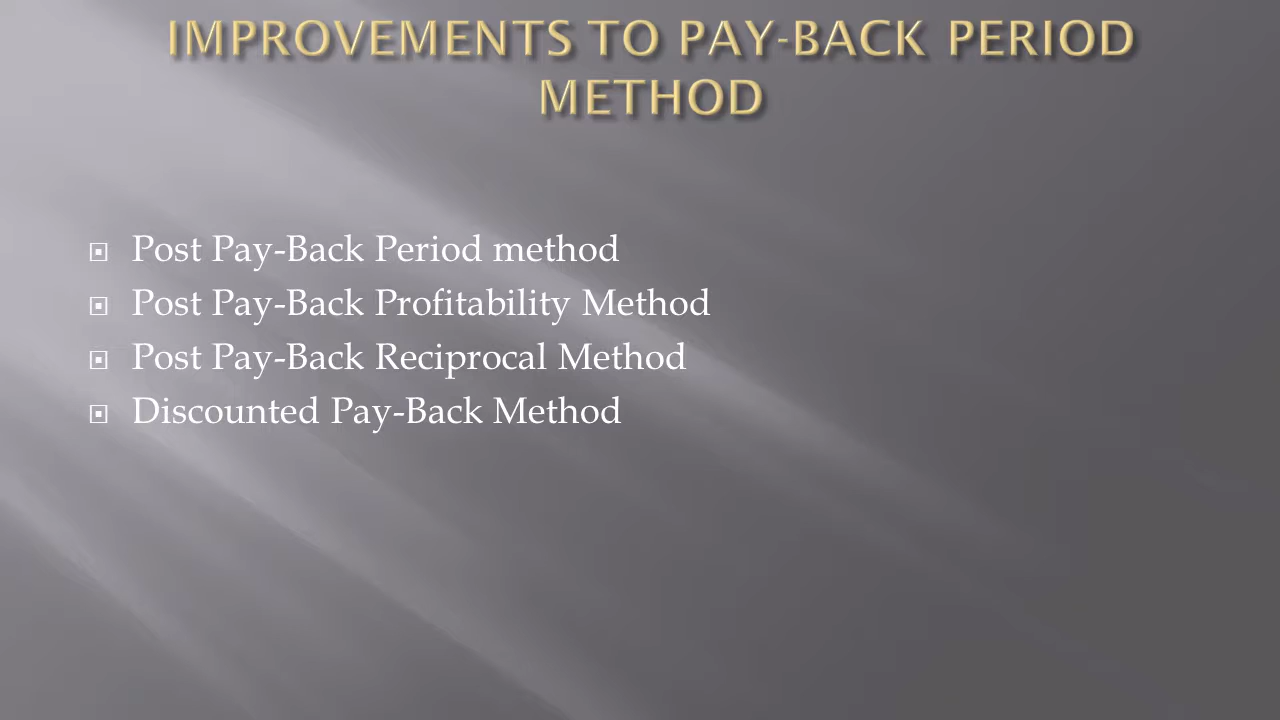 IMPROVEMENTS TO PAY-BACK PERIOD
METHOD
Post Pay-Back Period method
Post Pay-Back Profitability Method
Post Pay-Back Reciprocal Method
Discounted Pay-Back Method